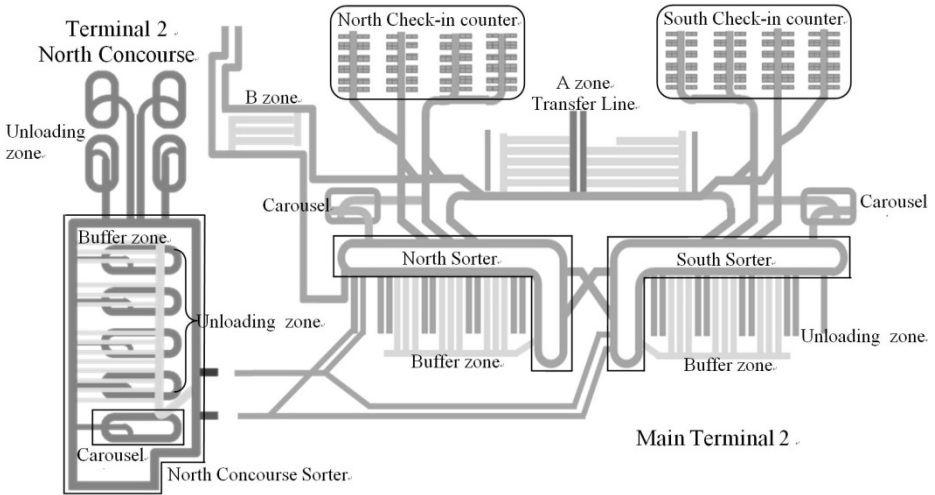 North Check-in counter
South Check-in counter
Terminal 2
North Concourse
A zone
Transfer Line
B zone
Unloading
zone
Carousel
Carousel
Buffer zone
North Sorter
South Sorter
Unloading zone
Unloading zone
Buffer zone
Buffer zone
Carousel
North Concourse Sorter
Main Terminal 2